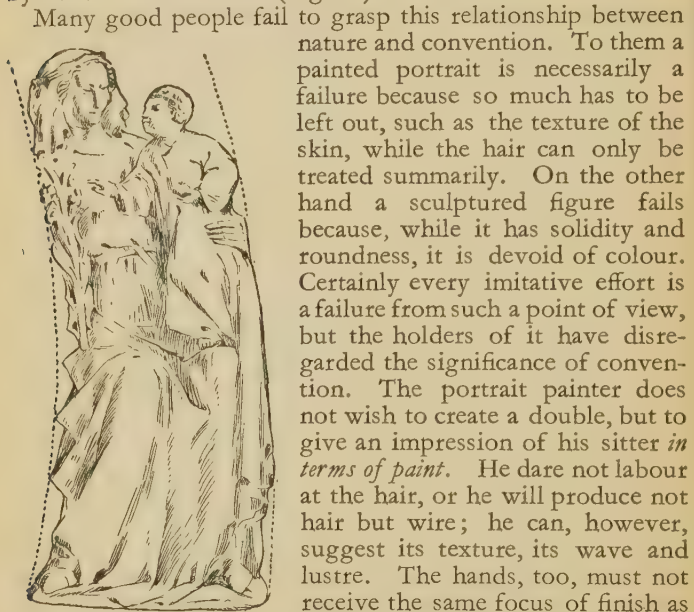 Many good people fail to grasp this relationship between
nature and convention. To them a
painted portrait is necessarily a
failure because so much has to be
left out, such as the texture of the
skin, while the hair can only be
treated summarily. On the other
hand a sculptured figure fails
because, while it has solidity and
roundness, it is devoid of colour.
Certainly every imitative effort is
a failure from such a point of view,
but the holders of it have disre-
garded the significance of conven-
tion. The portrait painter does
not wish to create a double, but to
give an impression of his sitter in
terms of paint. He dare not labour
at the hair, or he will produce not
hair but wire; he can, however,
suggest its texture, its wave and
lustre. The hands, too, must not
receive the same focus of finish as